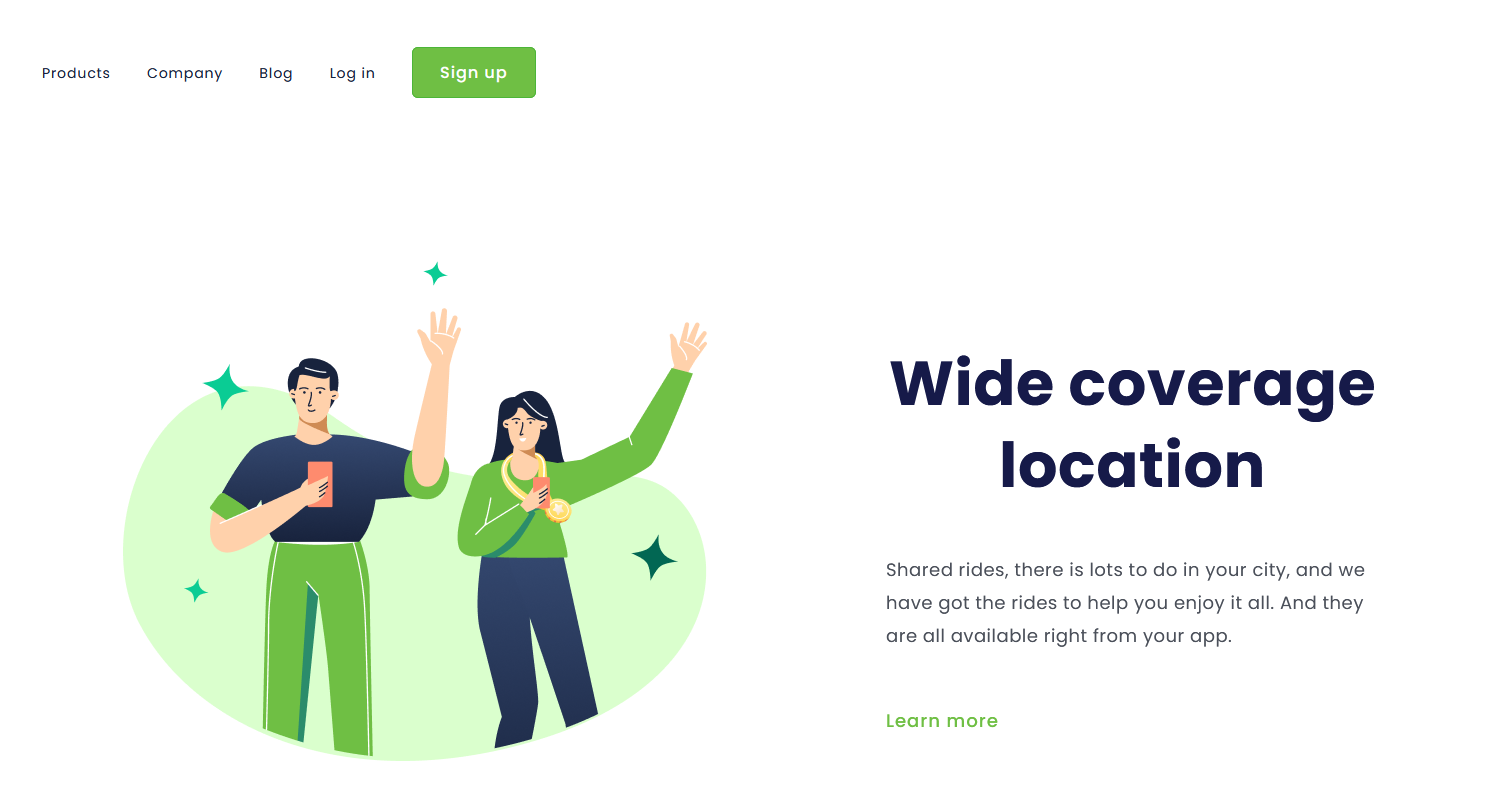 Products Company Blog Log in Sign up
Wide coverage
location
Shared rides, there is lots to do in your city, and we
have got the rides to help you enjoy it all. And they
are all available right from your app.
Learn more